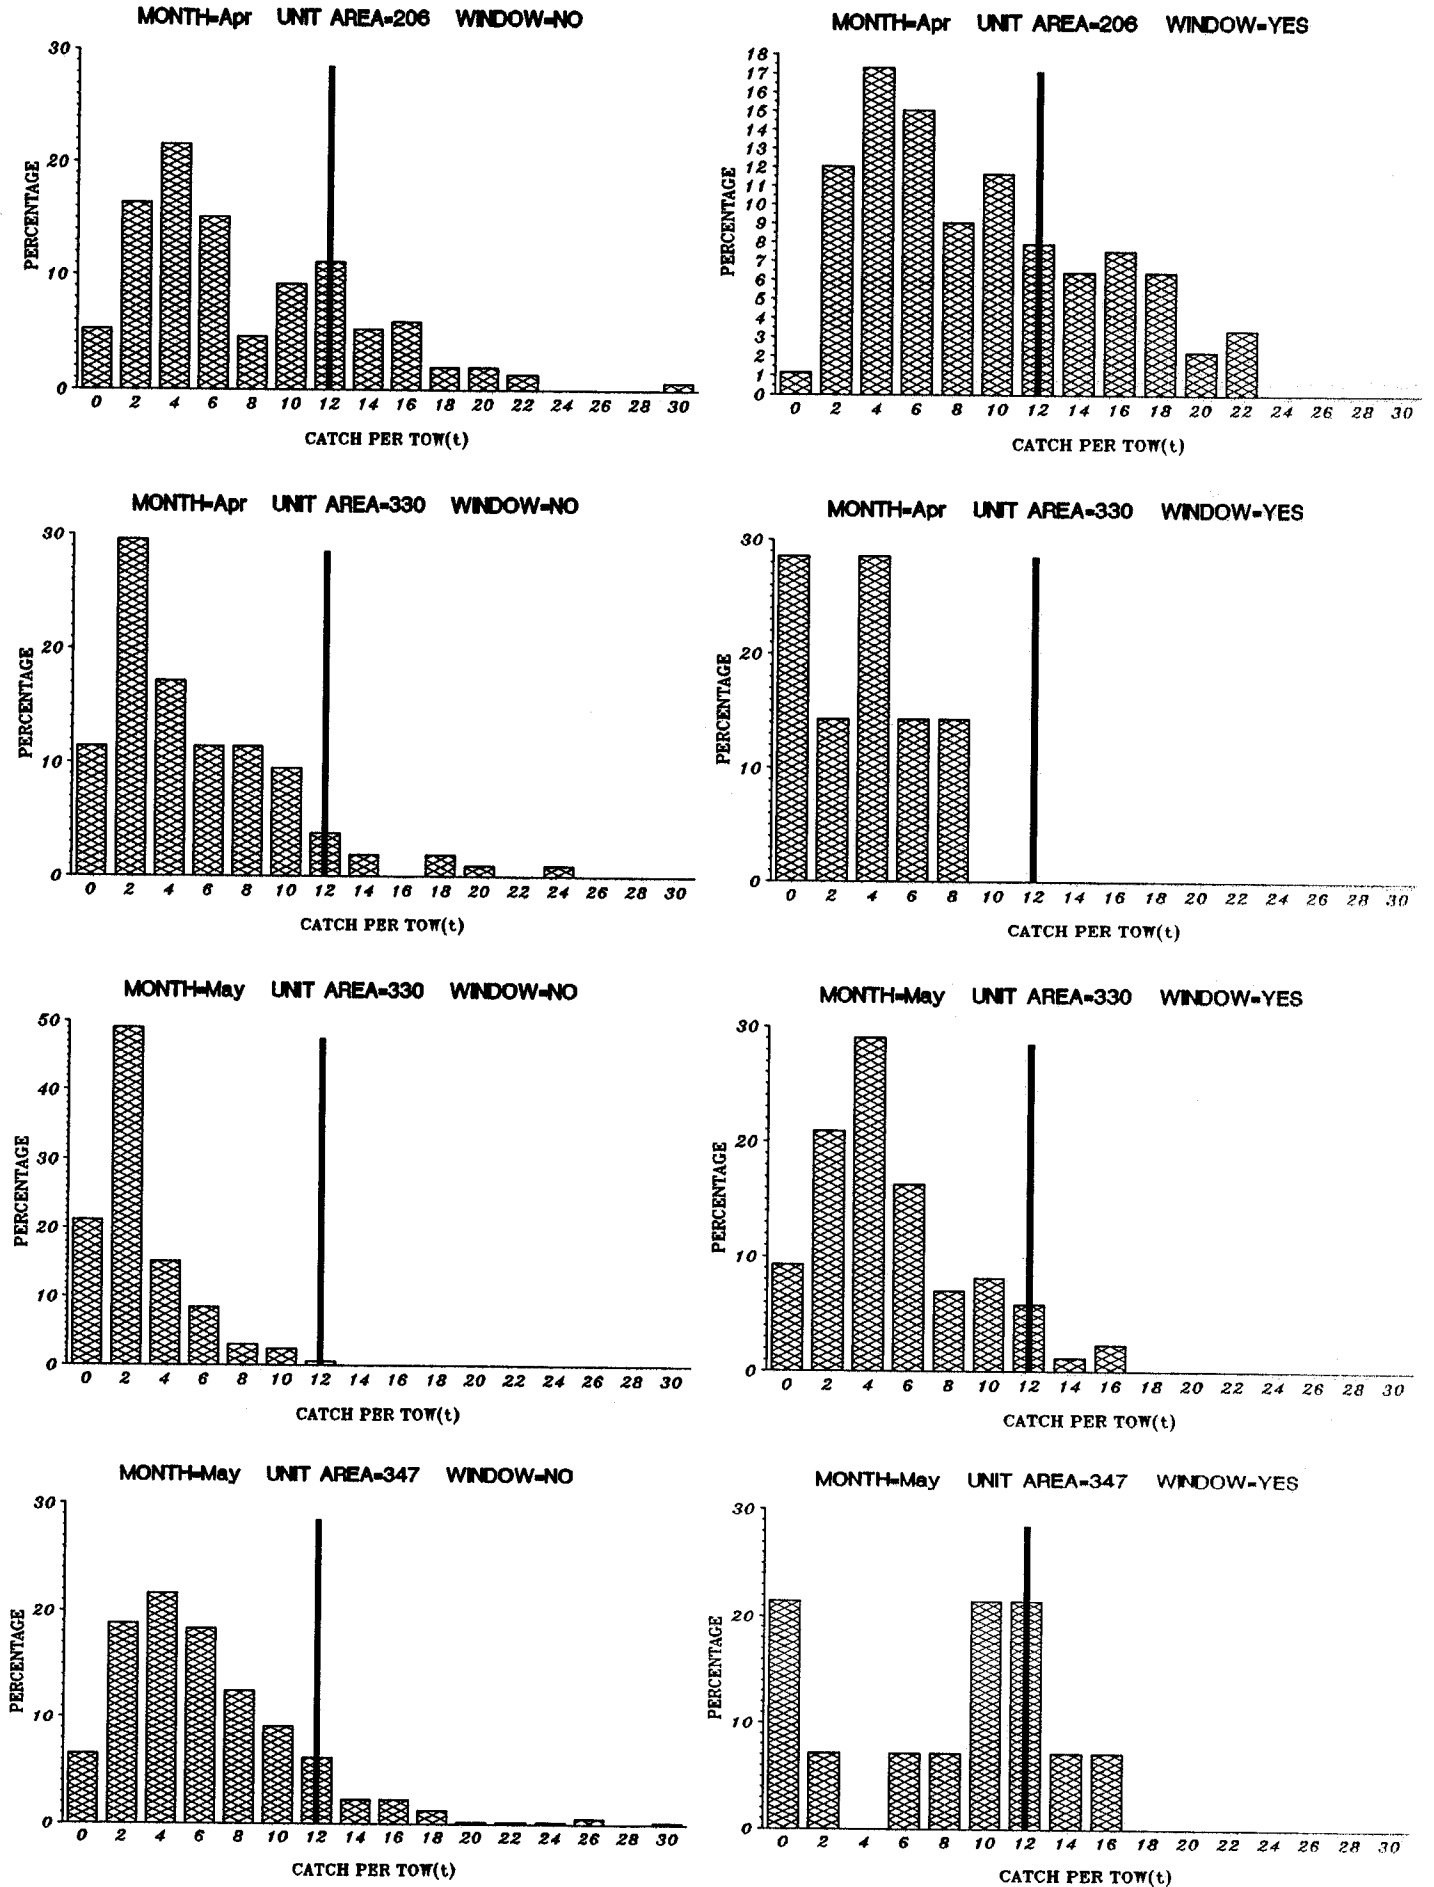 MONTH=Apr UNIT AREA=206 WINDOW=NO
30
20
10
0
PERCENTAGE
0 2 4 6 8 10 12 14 16 18 20 22 24 26 28 30
CATCH PER TOW(t)
MONTH=Apr UNIT AREA=206 WINDOW=YES
18
17
16
15
14
13
12
11
10
9
8
7
6
5
4
3
2
1
0
PERCENTAGE
0 2 4 6 8 10 12 14 16 18 20 22 24 26 28 30
CATCH PER TOW(t)
MONTH=Apr UNIT AREA=330 WINDOW=NO
30
20
10
0
PERCENTAGE
0 2 4 6 8 10 12 14 16 18 20 22 24 26 28 30
CATCH PER TOW(t)
MONTH=Apr UNIT AREA=330 WINDOW=YES
30
20
10
0
PERCENTAGE
0 2 4 6 8 10 12 14 16 18 20 22 24 26 28 30
CATCH PER TOW(t)
MONTH=May UNIT AREA=330 WINDOW=NO
50
40
30
20
10
0
PERCENTAGE
0 2 4 6 8 10 12 14 16 18 20 22 24 26 28 30
CATCH PER TOW(t)
MONTH=May UNIT AREA=330 WINDOW=YES
30
20
10
0
PERCENTAGE
0 2 4 6 8 10 12 14 16 18 20 22 24 26 28 30
CATCH PER TOW(t)
MONTH=May UNIT AREA=347 WINDOW=NO
30
20
10
0
PERCENTAGE
0 2 4 6 8 10 12 14 16 18 20 22 24 26 28 30
CATCH PER TOW(t)
MONTH=May UNIT AREA=347 WINDOW=YES
30
20
10
0
PERCENTAGE
0 2 4 6 8 10 12 14 16 18 20 22 24 26 28 30
CATCH PER TOW(t)